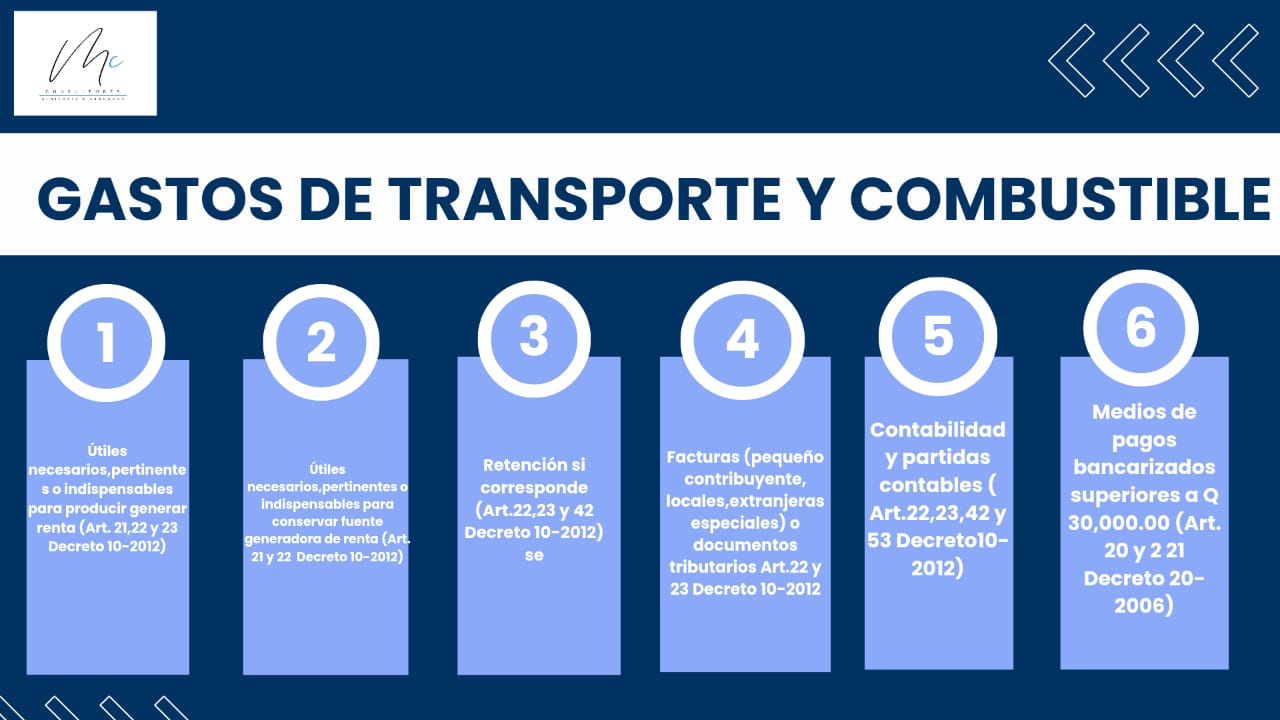 Mc
CONSULTORES
GASTOS DE TRANSPORTE Y COMBUSTIBLE
1
Útiles
necesarios,pertinente
s o indispensables
para producir generar
renta (Art. 21,22 y 23
Decreto 10-2012)
2
Útiles
necesarios,pertinentes o
indispensables para
conservar fuente
generadora de renta (Art.
21 y 22 Decreto 10-2012)
3
Retención si
corresponde
(Art.22,23 y 42
Decreto 10-2012)
se
4
Facturas (pequeño
contribuyente,
locales,extranjeras
especiales) o
documentos
tributarios Art.22 y
23 Decreto 10-2012
5
Contabilidad
y partidas
contables (
Art.22,23,42 y
53 Decreto10-
2012)
6
Medios de
pagos
bancarizados
superiores a Q
30,000.00 (Art.
20 y 2 21
Decreto 20-
2006)